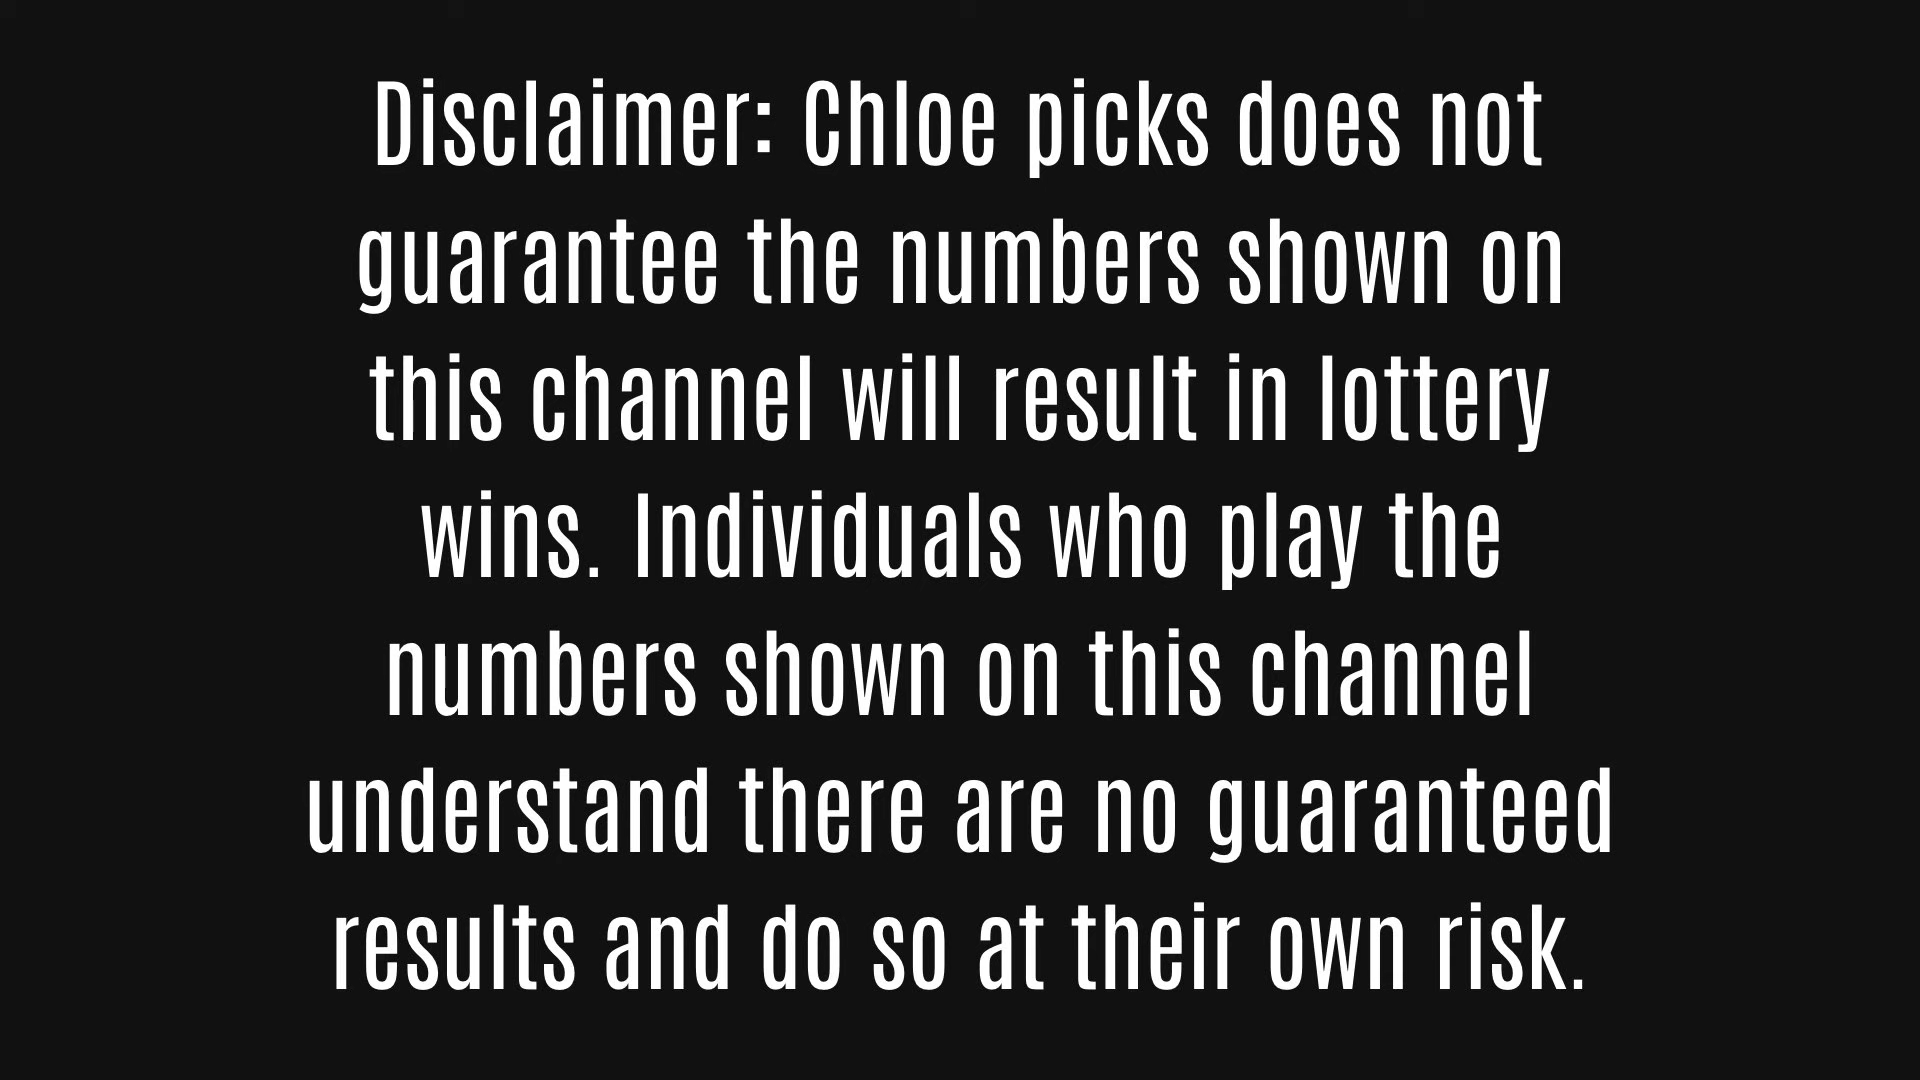 Disclaimer: Chloe picks does not
guarantee the numbers shown on
this channel will result in lottery
wins. Individuals who play the
numbers shown on this channel
understand there are no guaranteed
results and do so at their own risk.